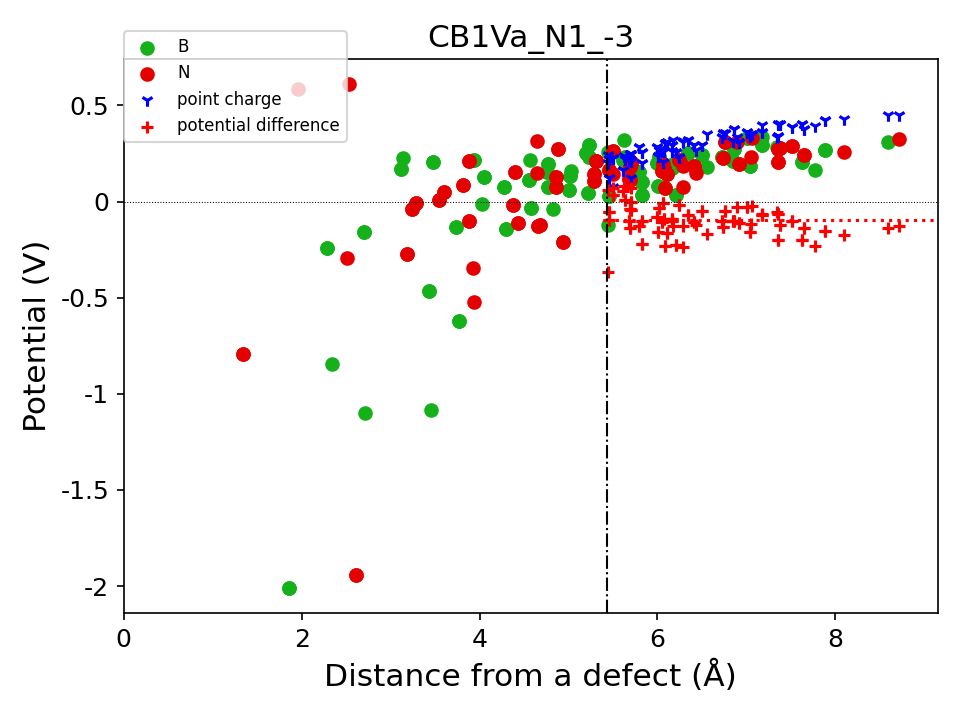 CB1Va_N1_-3
B
N
point charge
potential difference
0.5
0
-0.5
-1
-1.5
-2
Potential (V)
0 2 4 6 8
Distance from a defect (Å)